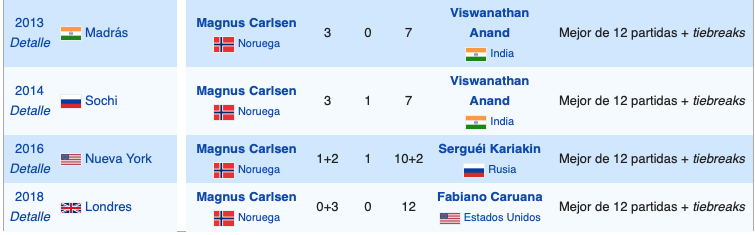 2013 Detalle Madrás Magnus Carlsen Noruega 3 0 7 Viswanathan Anand India Mejor de 12 partidas + tiebreaks
2014 Detalle Sochi Magnus Carlsen Noruega 3 1 7 Viswanathan Anand India Mejor de 12 partidas + tiebreaks
2016 Detalle Nueva York Magnus Carlsen Noruega 1+2 1 10+2 Serguéi Kariakin Rusia Mejor de 12 partidas + tiebreaks
2018 Detalle Londres Magnus Carlsen Noruega 0+3 0 12 Fabiano Caruana Estados Unidos Mejor de 12 partidas + tiebreaks